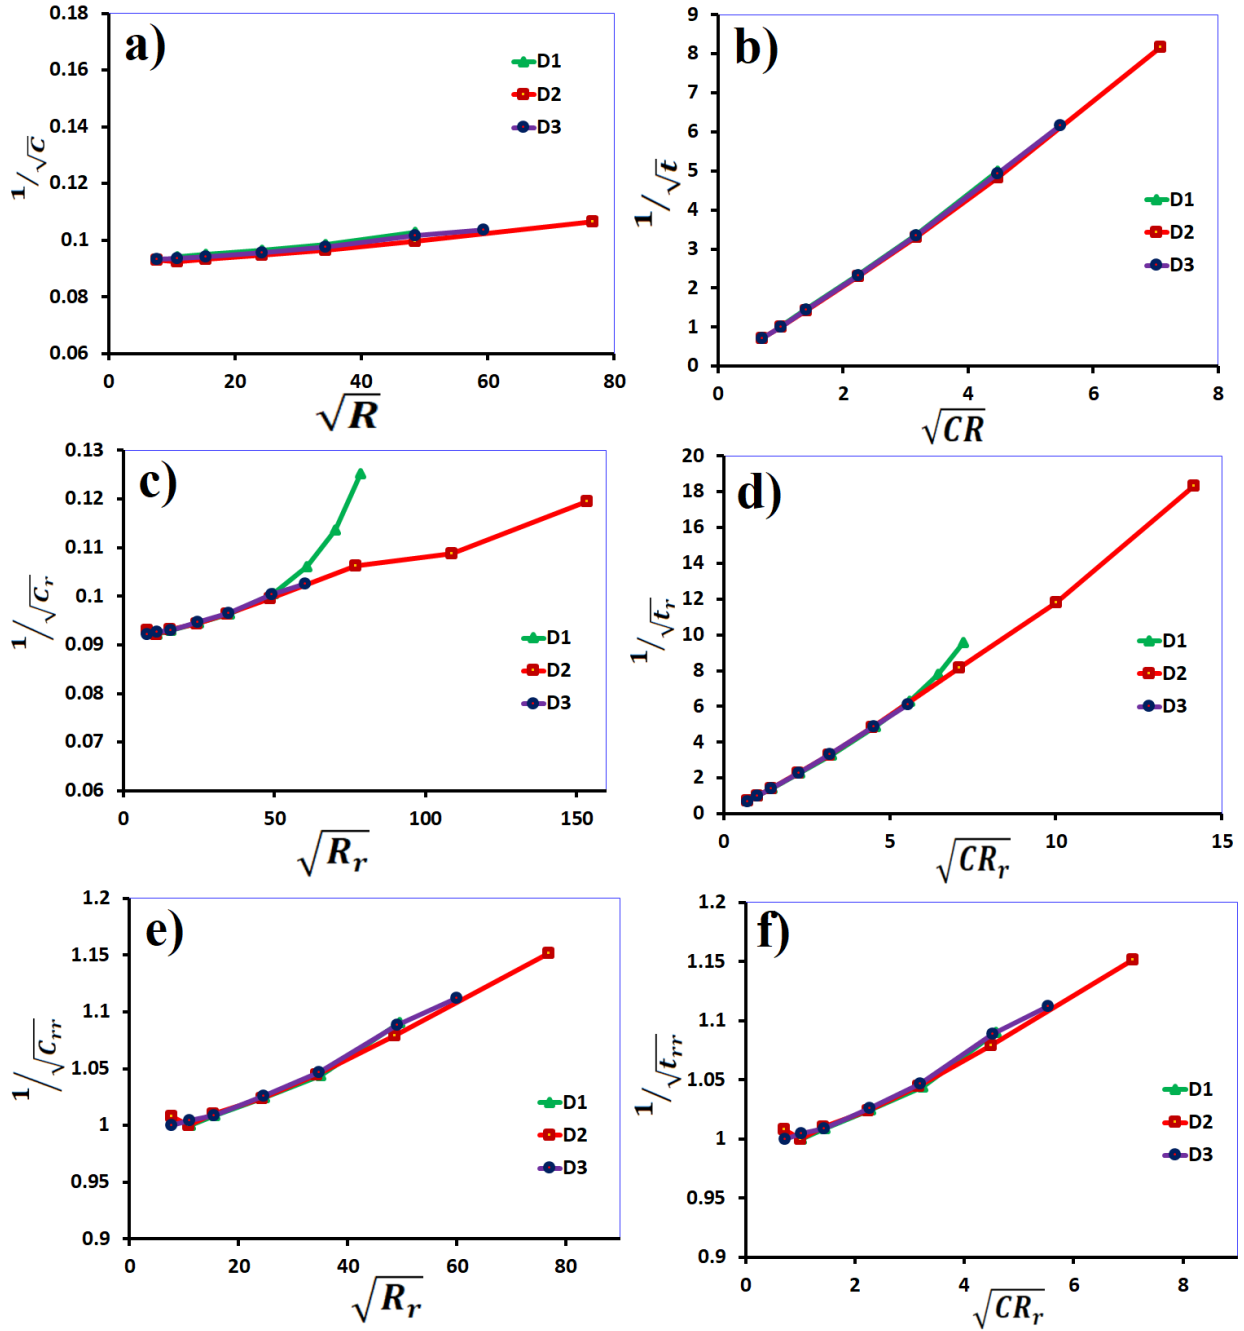 a)
0.18
0.16
0.14
0.12
0.1
0.08
0.06
0 20 40 60 80
1/√C
√R
D1
D2
D3
b)
9
8
7
6
5
4
3
2
1
0
0 2 4 6 8
1/√t
√CR
D1
D2
D3
c)
0.13
0.12
0.11
0.1
0.09
0.08
0.07
0.06
0 50 100 150
1/√C_r
√R_r
D1
D2
D3
d)
20
18
16
14
12
10
8
6
4
2
0
0 5 10 15
1/√t_r
√CR_r
D1
D2
D3
e)
1.2
1.15
1.1
1.05
1
0.95
0.9
0 20 40 60 80
1/√C_rr
√R_r
D1
D2
D3
f)
1.2
1.15
1.1
1.05
1
0.95
0.9
0 2 4 6 8
1/√t_rr
√CR_r
D1
D2
D3